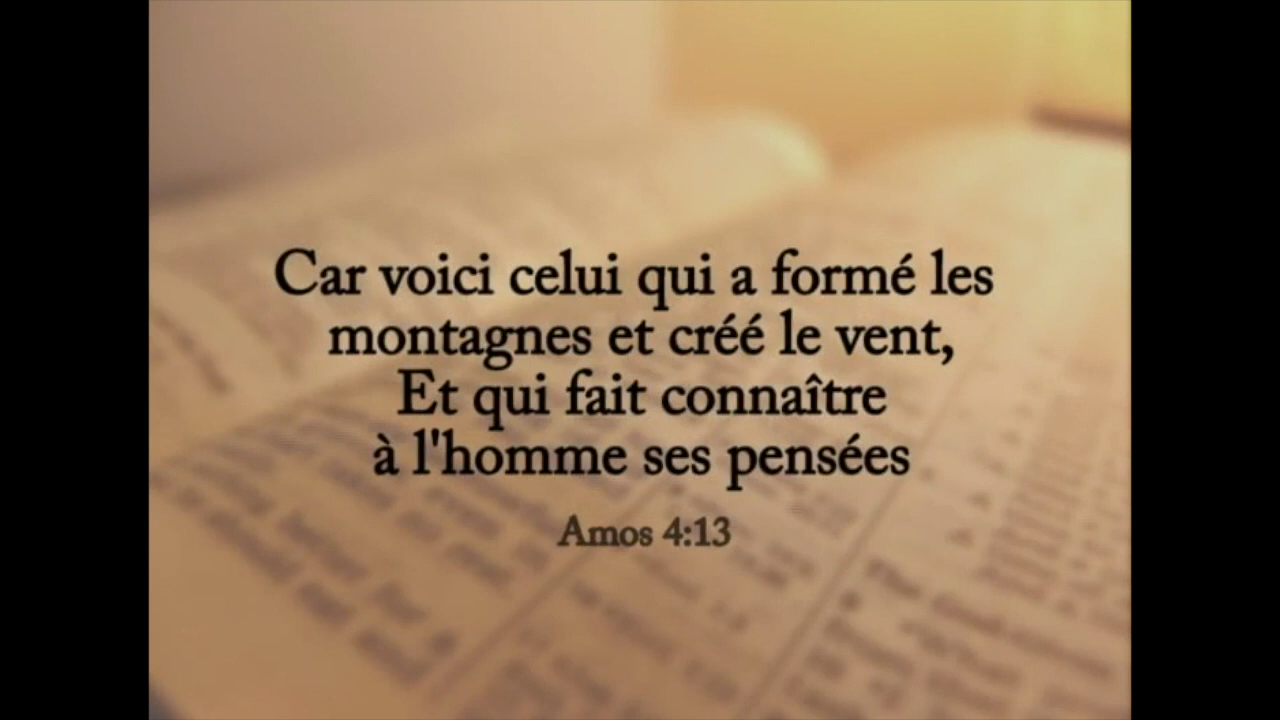 Car voici celui qui a formé les
montagnes et créé le vent,
Et qui fait connaître
à l'homme ses pensées
Amos 4:13